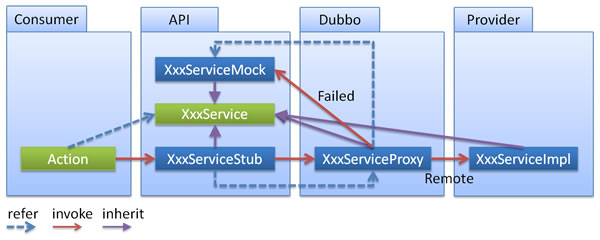 Consumer
API
Dubbo
Provider
XxxServiceMock
Failed
XxxService
Action
XxxServiceStub
XxxServiceProxy
XxxServiceImpl
Remote
refer
invoke
inherit